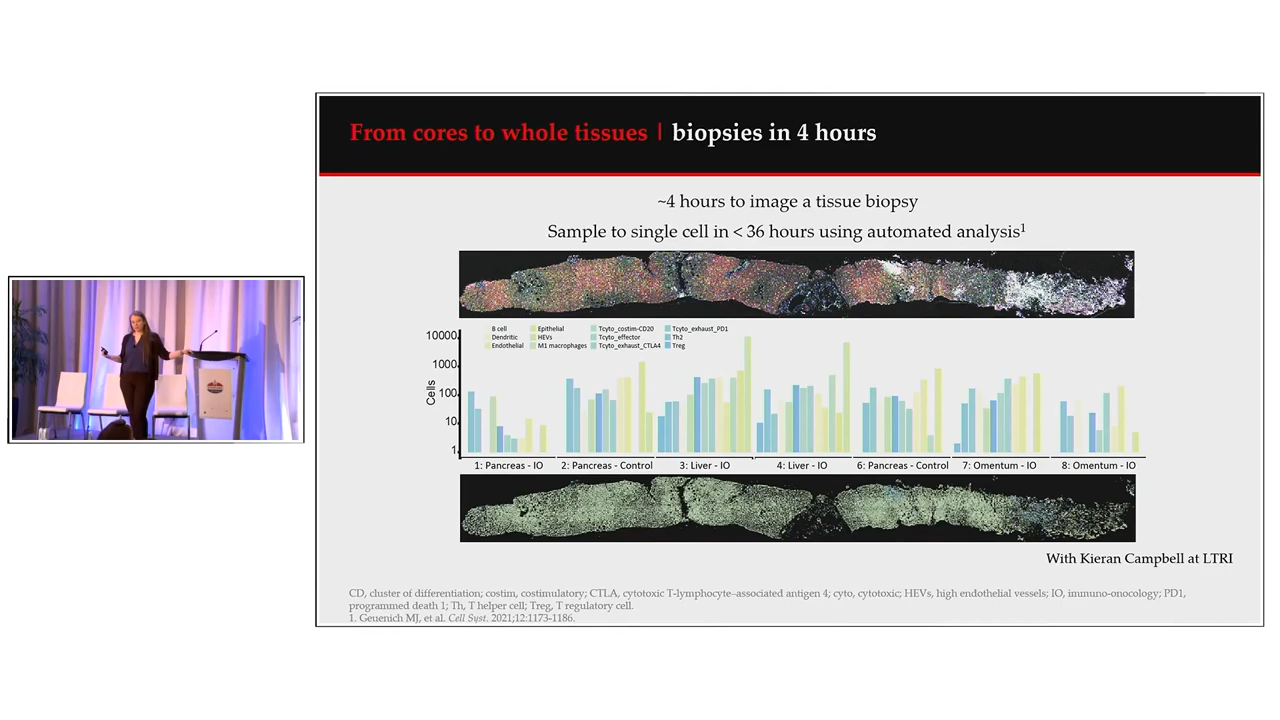 From cores to whole tissues | biopsies in 4 hours
~4 hours to image a tissue biopsy
Sample to single cell in < 36 hours using automated analysis1
B cell
Dendritic
Endothelial
Epithelial
HEVs
M1 macrophages
Tcyto_costim-CD20
Tcyto_effector
Tcyto_exhaust_CTLA4
Tcyto_exhaust_PD1
Th2
Treg
Cells
10000
1000
100
10
1
1: Pancreas - IO
2: Pancreas - Control
3: Liver - IO
4: Liver - IO
6: Pancreas - Control
7: Omentum - IO
8: Omentum - IO
With Kieran Campbell at LTRI
CD, cluster of differentiation; costim, costimulatory; CTLA, cytotoxic T-lymphocyte–associated antigen 4; cyto, cytotoxic; HEVs, high endothelial vessels; IO, immuno-onocology; PD1,
programmed death 1; Th, T helper cell; Treg, T regulatory cell.
1. Geuenich MJ, et al. Cell Syst. 2021;12:1173-1186.